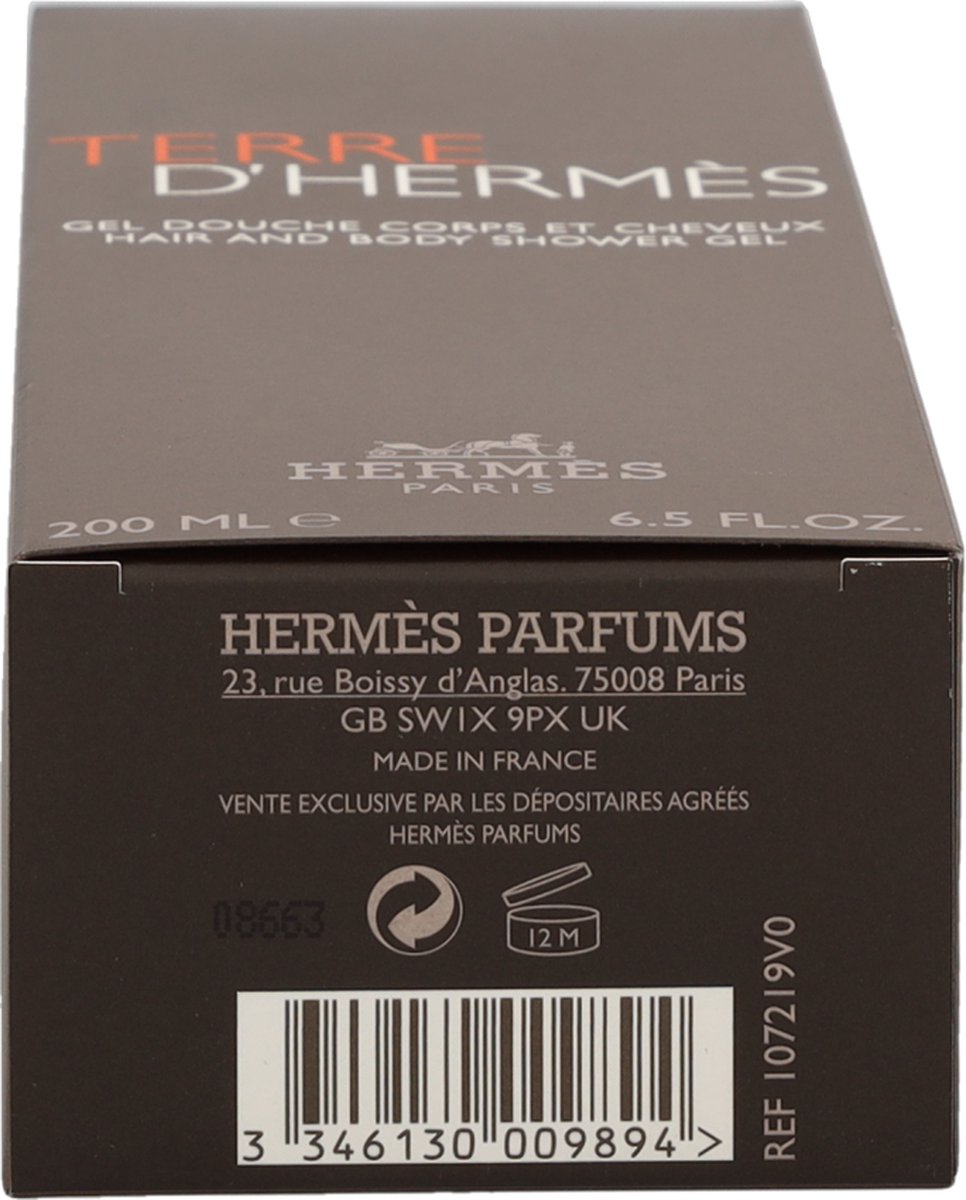 TERRE
D'HERMÈS
GEL DOUCHE CORPS ET CHEVEUX
HAIR AND BODY SHOWER GEL
HERMÈS
PARIS
200 ML ℮ 6.5 FL.OZ.
HERMÈS PARFUMS
23, rue Boissy d'Anglas. 75008 Paris
GB SW1X 9PX UK
MADE IN FRANCE
VENTE EXCLUSIVE PAR LES DÉPOSITAIRES AGRÉÉS
HERMÈS PARFUMS
08663
12 M
REF 107219V0
3 346130 009894 >